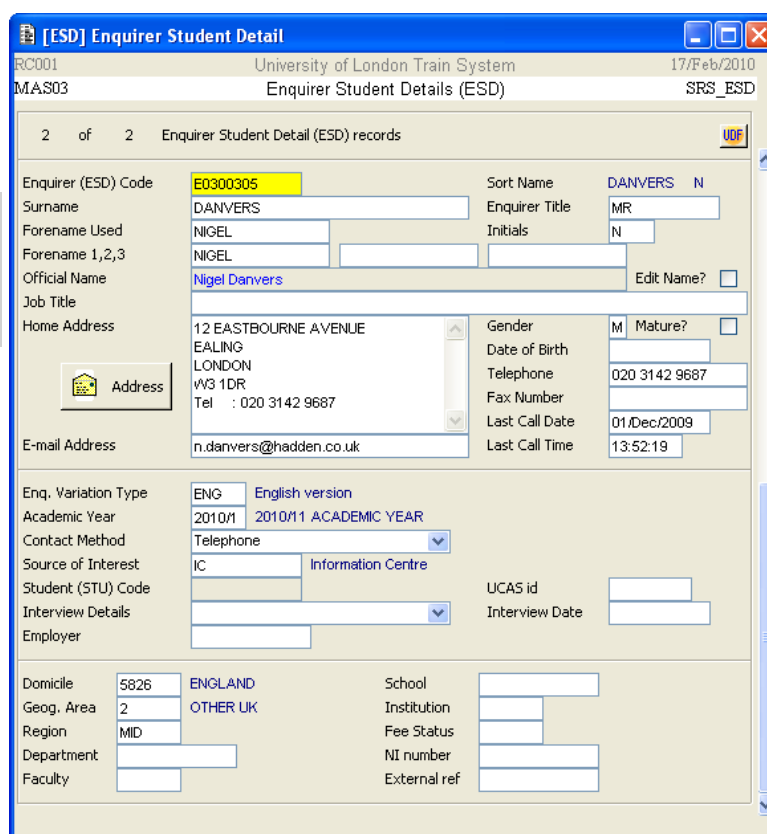 [ESD] Enquirer Student Detail
RC001 University of London Train System 17/Feb/2010
MAS03 Enquirer Student Details (ESD) SRS_ESD
2 of 2 Enquirer Student Detail (ESD) records UDF
Enquirer (ESD) Code E0300305 Sort Name DANVERS N
Surname DANVERS Enquirer Title MR
Forename Used NIGEL Initials N
Forename 1,2,3 NIGEL
Official Name Nigel Danvers Edit Name?
Job Title
Home Address 12 EASTBOURNE AVENUE Gender M Mature?
EALING Date of Birth
LONDON Telephone 020 3142 9687
W3 1DR Fax Number
Address
Tel : 020 3142 9687 Last Call Date 01/Dec/2009
E-mail Address n.danvers@hadden.co.uk Last Call Time 13:52:19
Enq. Variation Type ENG English version
Academic Year 2010/1 2010/11 ACADEMIC YEAR
Contact Method Telephone
Source of Interest IC Information Centre
Student (STU) Code UCAS id
Interview Details Interview Date
Employer
Domicile 5826 ENGLAND School
Geog. Area 2 OTHER UK Institution
Region MID Fee Status
Department NI number
Faculty External ref